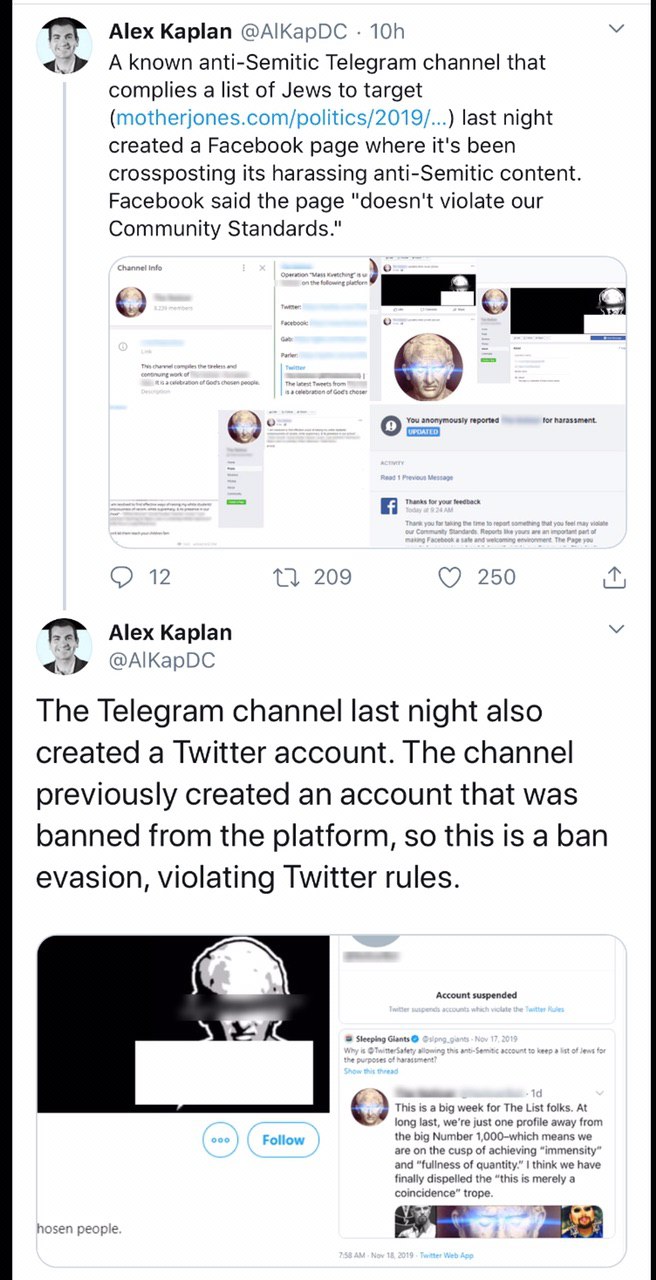 Alex Kaplan @AlKapDC · 10h
A known anti-Semitic Telegram channel that
complies a list of Jews to target
(motherjones.com/politics/2019/...) last night
created a Facebook page where it's been
crossposting its harassing anti-Semitic content.
Facebook said the page "doesn't violate our
Community Standards."
Channel Info
members
Link
This channel compiles the tireless and
continuing work of
It is a celebration of God's chosen people.
Description
Operation "Mass Kvetching" is
on the following platform
Twitter:
Facebook:
Gab:
Parler:
Twitter
The latest Tweets from
is a celebration of God's chosen
You anonymously reported for harassment.
UPDATED
ACTIVITY
Read 1 Previous Message
Thanks for your feedback
Today at 9:24 AM
Thank you for taking the time to report something that you feel may violate
our Community Standards. Reports like yours are an important part of
making Facebook a safe and welcoming environment. The Page you
12 209 250
Alex Kaplan
@AlKapDC
The Telegram channel last night also
created a Twitter account. The channel
previously created an account that was
banned from the platform, so this is a ban
evasion, violating Twitter rules.
Follow
hosen people.
Account suspended
Twitter suspends accounts which violate the Twitter Rules
Sleeping Giants @slpng_giants · Nov 17, 2019
Why is @TwitterSafety allowing this anti-Semitic account to keep a list of Jews for
the purposes of harassment?
Show this thread
· 1d
This is a big week for The List folks. At
long last, we're just one profile away from
the big Number 1,000–which means we
are on the cusp of achieving "immensity"
and "fullness of quantity." I think we have
finally dispelled the "this is merely a
coincidence" trope.
7:58 AM · Nov 18, 2019 · Twitter Web App